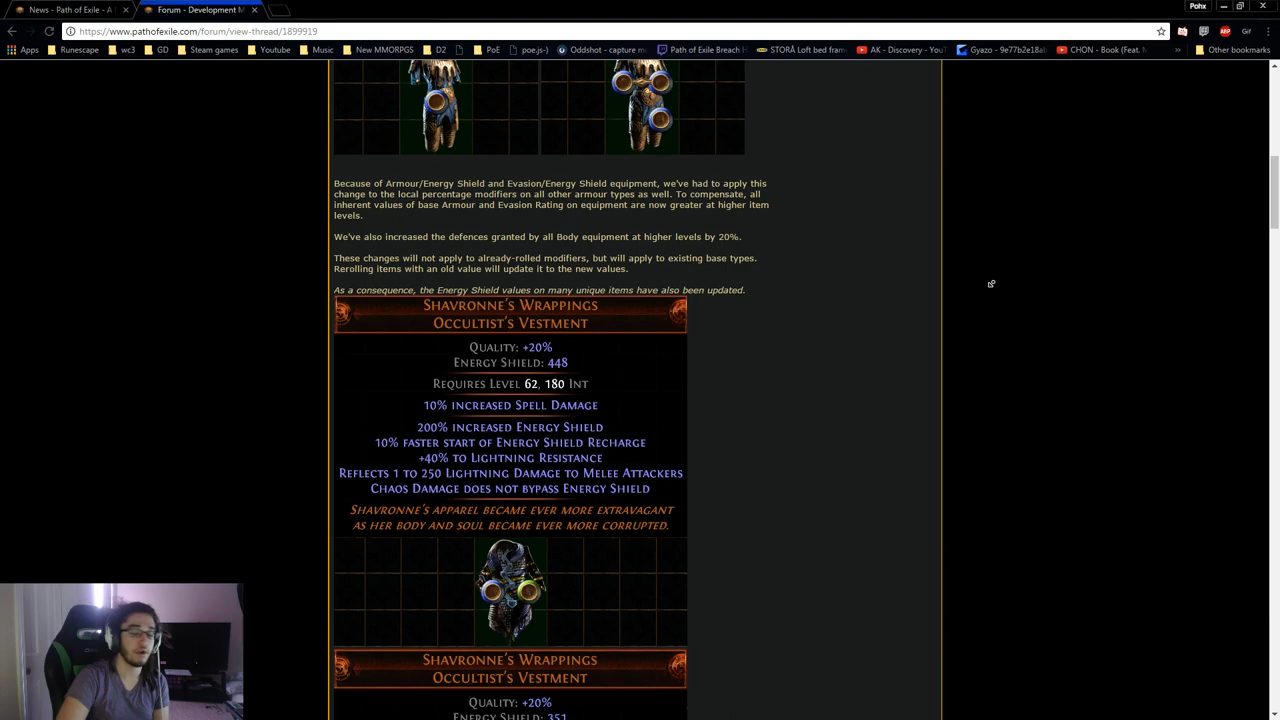 News - Path of Exile - A f
Forum - Development M
Pohx
https://www.pathofexile.com/forum/view-thread/1899919
Apps
Runescape
wc3
GD
Steam games
Youtube
Music
New MMORPGS
D2
PoE
poe.js-)
Oddshot - capture m
Path of Exile Breach H
STORÅ Loft bed fram
AK - Discovery - YouT
Gyazo - 9e77b2e18ab
CHON - Book (Feat. M
»
Other bookmarks
Because of Armour/Energy Shield and Evasion/Energy Shield equipment, we've had to apply this
change to the local percentage modifiers on all other armour types as well. To compensate, all
inherent values of base Armour and Evasion Rating on equipment are now greater at higher item
levels.
We've also increased the defences granted by all Body equipment at higher levels by 20%.
These changes will not apply to already-rolled modifiers, but will apply to existing base types.
Rerolling items with an old value will update it to the new values.
As a consequence, the Energy Shield values on many unique items have also been updated.
Shavronne's Wrappings
Occultist's Vestment
Quality: +20%
Energy Shield: 448
Requires Level 62, 180 Int
10% increased Spell Damage
200% increased Energy Shield
10% faster start of Energy Shield Recharge
+40% to Lightning Resistance
Reflects 1 to 250 Lightning Damage to Melee Attackers
Chaos Damage does not bypass Energy Shield
Shavronne's apparel became ever more extravagant
as her body and soul became ever more corrupted.
Shavronne's Wrappings
Occultist's Vestment
Quality: +20%
Energy Shield: 351